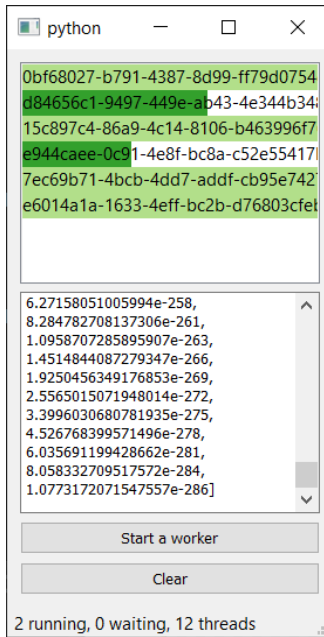 python
0bf68027-b791-4387-8d99-ff79d0754
d84656c1-9497-449e-ab43-4e344b348
15c897c4-86a9-4c14-8106-b463996f7
e944caee-0c91-4e8f-bc8a-c52e55417
7ec69b71-4bcb-4dd7-addf-cb95e742
e6014a1a-1633-4eff-bc2b-d76803cfeb
6.27158051005994e-258,
8.284782708137306e-261,
1.0958707285895907e-263,
1.4514844087279347e-266,
1.9250456349176853e-269,
2.5565015071948014e-272,
3.3996030680781935e-275,
4.526768399571496e-278,
6.035691199428662e-281,
8.058332709517572e-284,
1.0773172071547557e-286]
Start a worker
Clear
2 running, 0 waiting, 12 threads